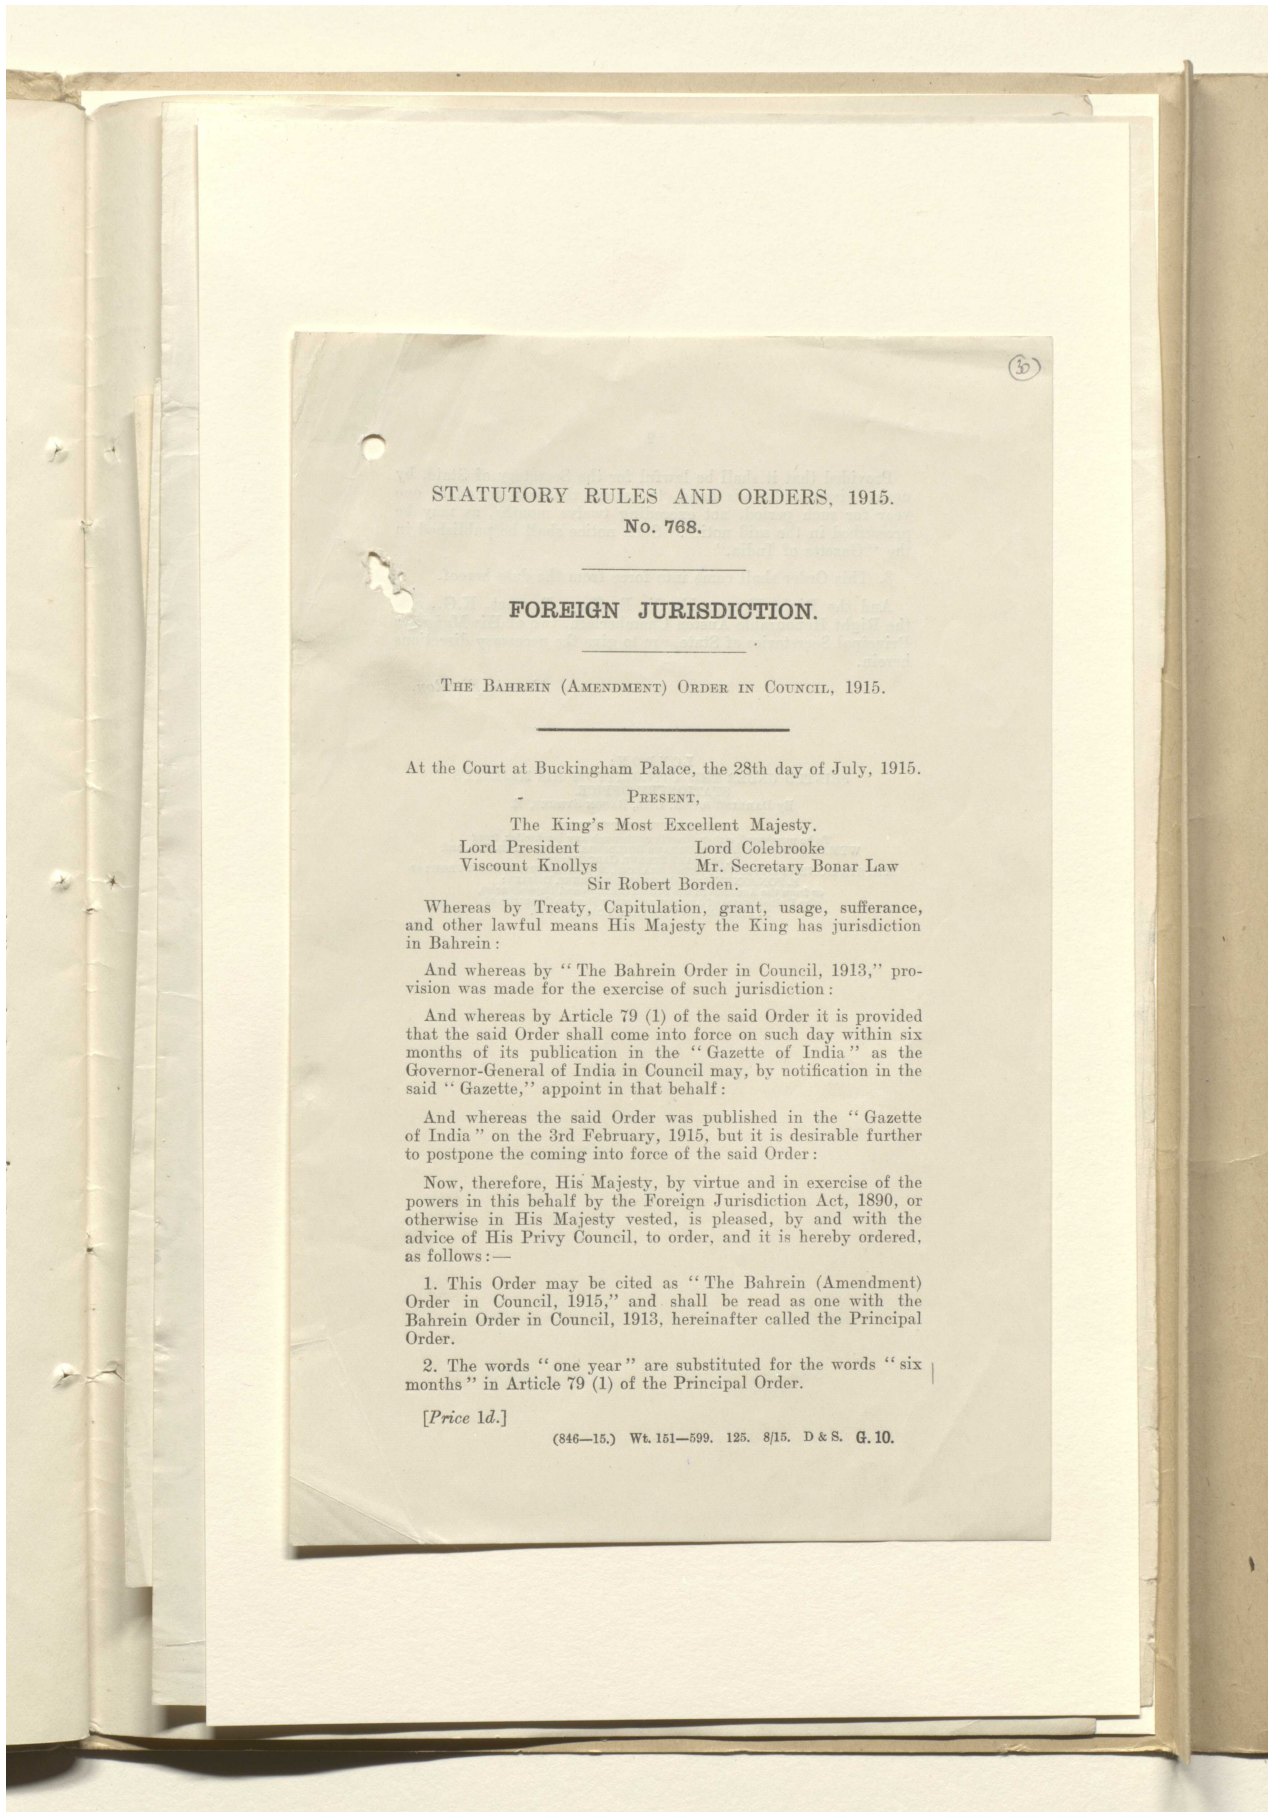 30
STATUTORY RULES AND ORDERS, 1915.
No. 768.
FOREIGN JURISDICTION.
THE BAHREIN (AMENDMENT) ORDER IN COUNCIL, 1915.
At the Court at Buckingham Palace, the 28th day of July, 1915.
PRESENT,
The King's Most Excellent Majesty.
Lord President Lord Colebrooke
Viscount Knollys Mr. Secretary Bonar Law
Sir Robert Borden.
Whereas by Treaty, Capitulation, grant, usage, sufferance,
and other lawful means His Majesty the King has jurisdiction
in Bahrein :
And whereas by " The Bahrein Order in Council, 1913," pro-
vision was made for the exercise of such jurisdiction :
And whereas by Article 79 (1) of the said Order it is provided
that the said Order shall come into force on such day within six
months of its publication in the " Gazette of India " as the
Governor-General of India in Council may, by notification in the
said " Gazette," appoint in that behalf :
And whereas the said Order was published in the " Gazette
of India " on the 3rd February, 1915, but it is desirable further
to postpone the coming into force of the said Order :
Now, therefore, His Majesty, by virtue and in exercise of the
powers in this behalf by the Foreign Jurisdiction Act, 1890, or
otherwise in His Majesty vested, is pleased, by and with the
advice of His Privy Council, to order, and it is hereby ordered,
as follows :—
1. This Order may be cited as " The Bahrein (Amendment)
Order in Council, 1915," and shall be read as one with the
Bahrein Order in Council, 1913, hereinafter called the Principal
Order.
2. The words " one year " are substituted for the words " six
months " in Article 79 (1) of the Principal Order.
[Price 1d.]
(846—15.) Wt. 151—599. 125. 8/15. D & S. G. 10.